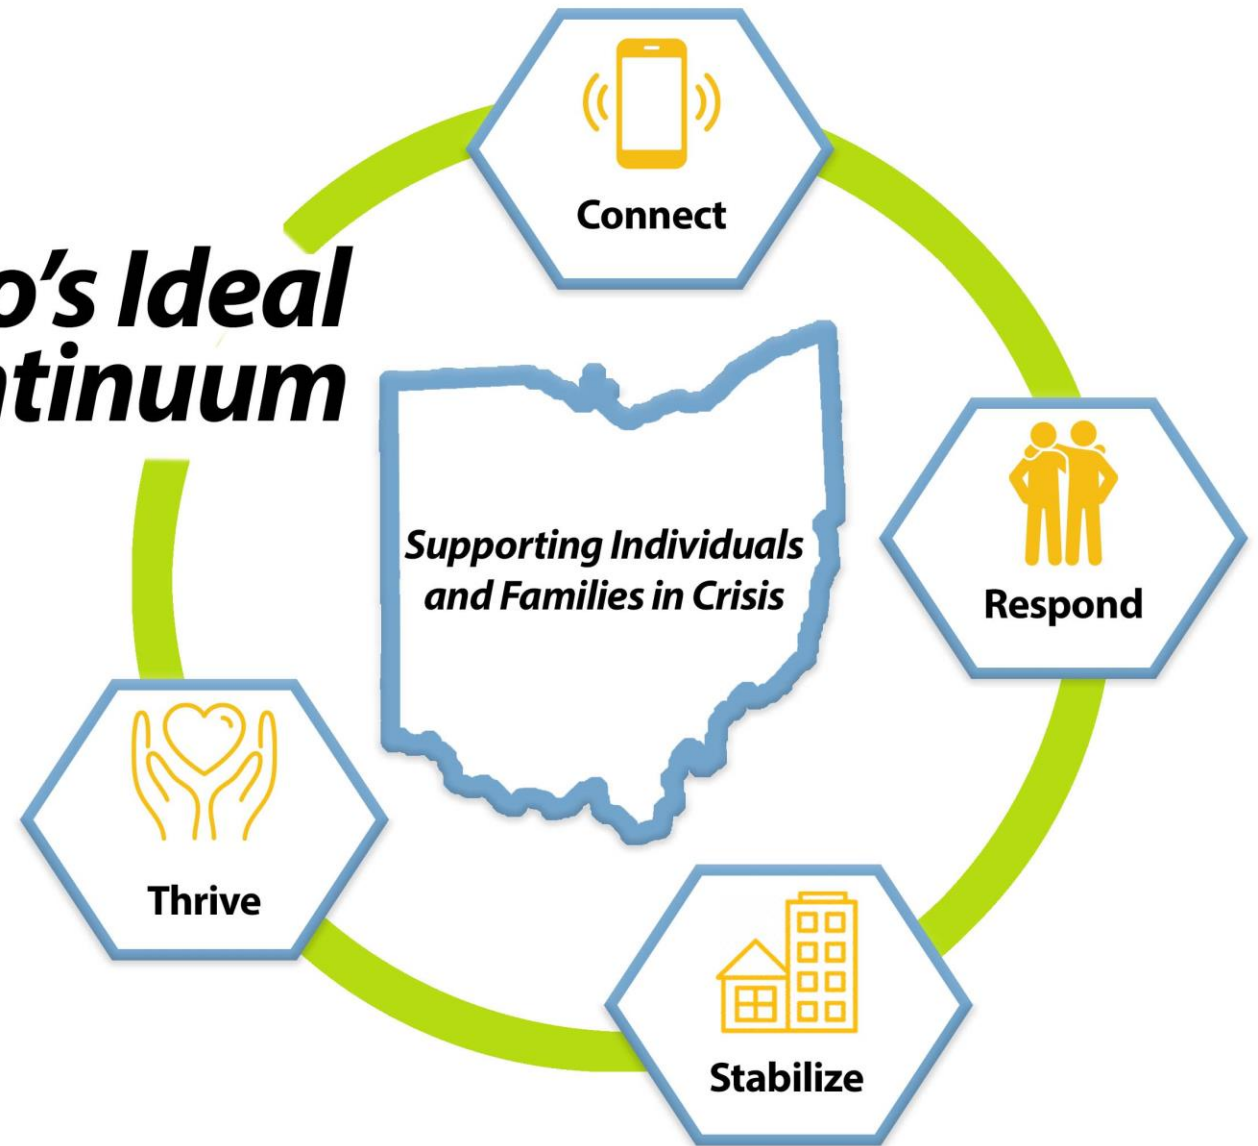 Connect
o's Ideal
ntinuum
Supporting Individuals
and Families in Crisis
Respond
Thrive
Stabilize